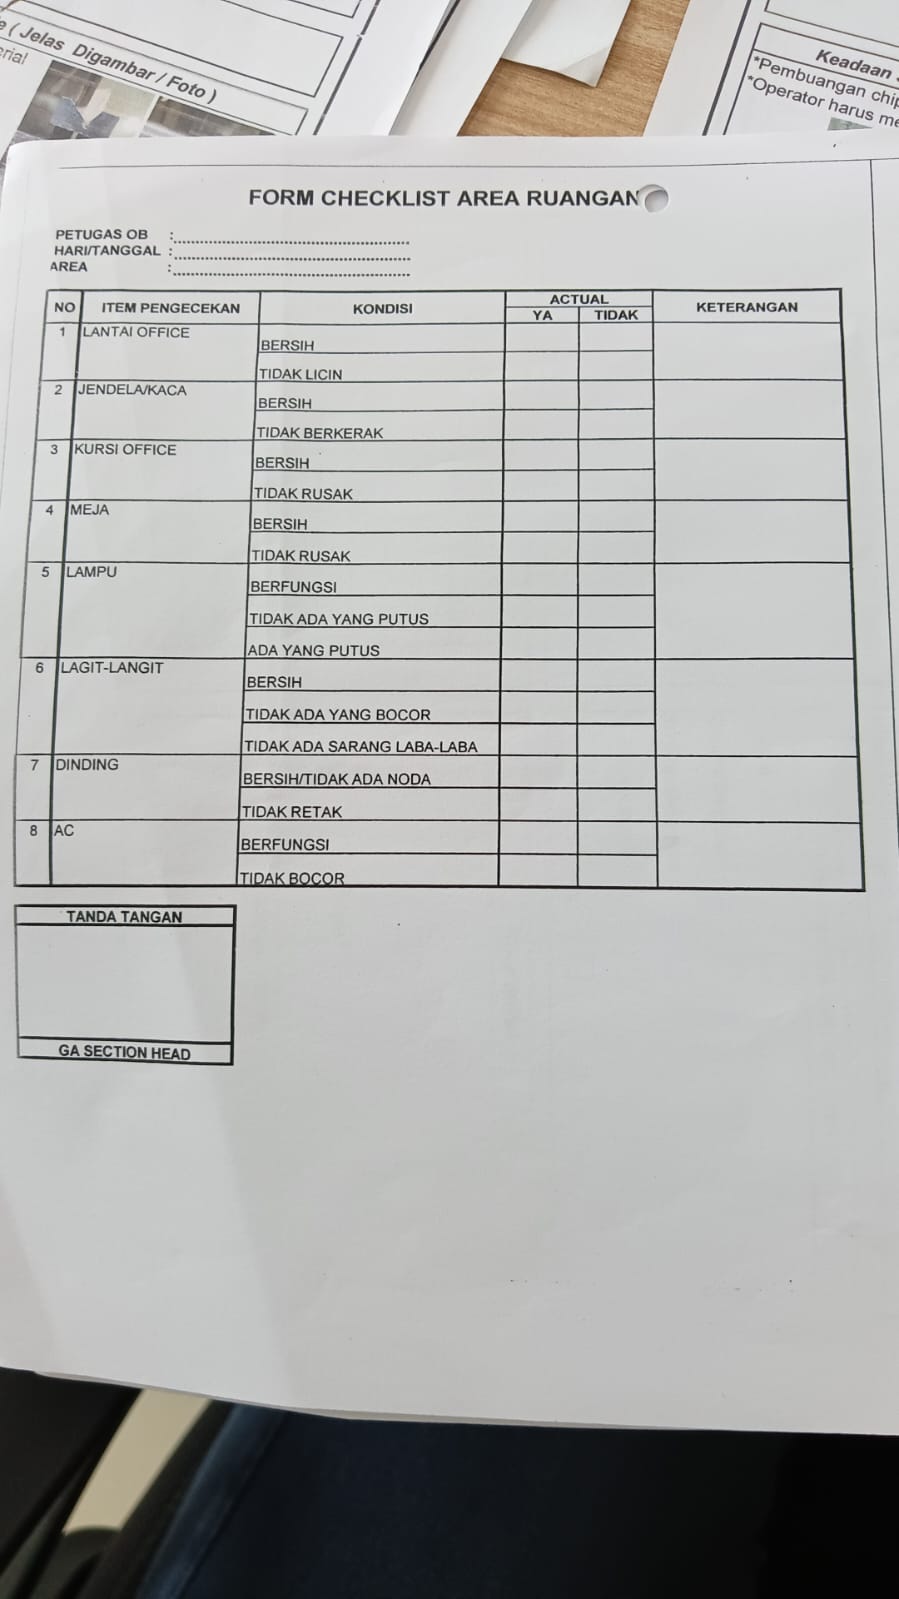 ( Jelas Digambar / Foto )
Keadaan
*Pembuangan chip
*Operator harus me
FORM CHECKLIST AREA RUANGAN
PETUGAS OB :
HARI/TANGGAL :
AREA :
NO ITEM PENGECEKAN KONDISI ACTUAL KETERANGAN
YA TIDAK
1 LANTAI OFFICE
BERSIH
TIDAK LICIN
2 JENDELA/KACA
BERSIH
TIDAK BERKERAK
3 KURSI OFFICE
BERSIH
TIDAK RUSAK
4 MEJA
BERSIH
TIDAK RUSAK
5 LAMPU
BERFUNGSI
TIDAK ADA YANG PUTUS
ADA YANG PUTUS
6 LAGIT-LANGIT
BERSIH
TIDAK ADA YANG BOCOR
TIDAK ADA SARANG LABA-LABA
7 DINDING
BERSIH/TIDAK ADA NODA
TIDAK RETAK
8 AC
BERFUNGSI
TIDAK BOCOR
TANDA TANGAN
GA SECTION HEAD